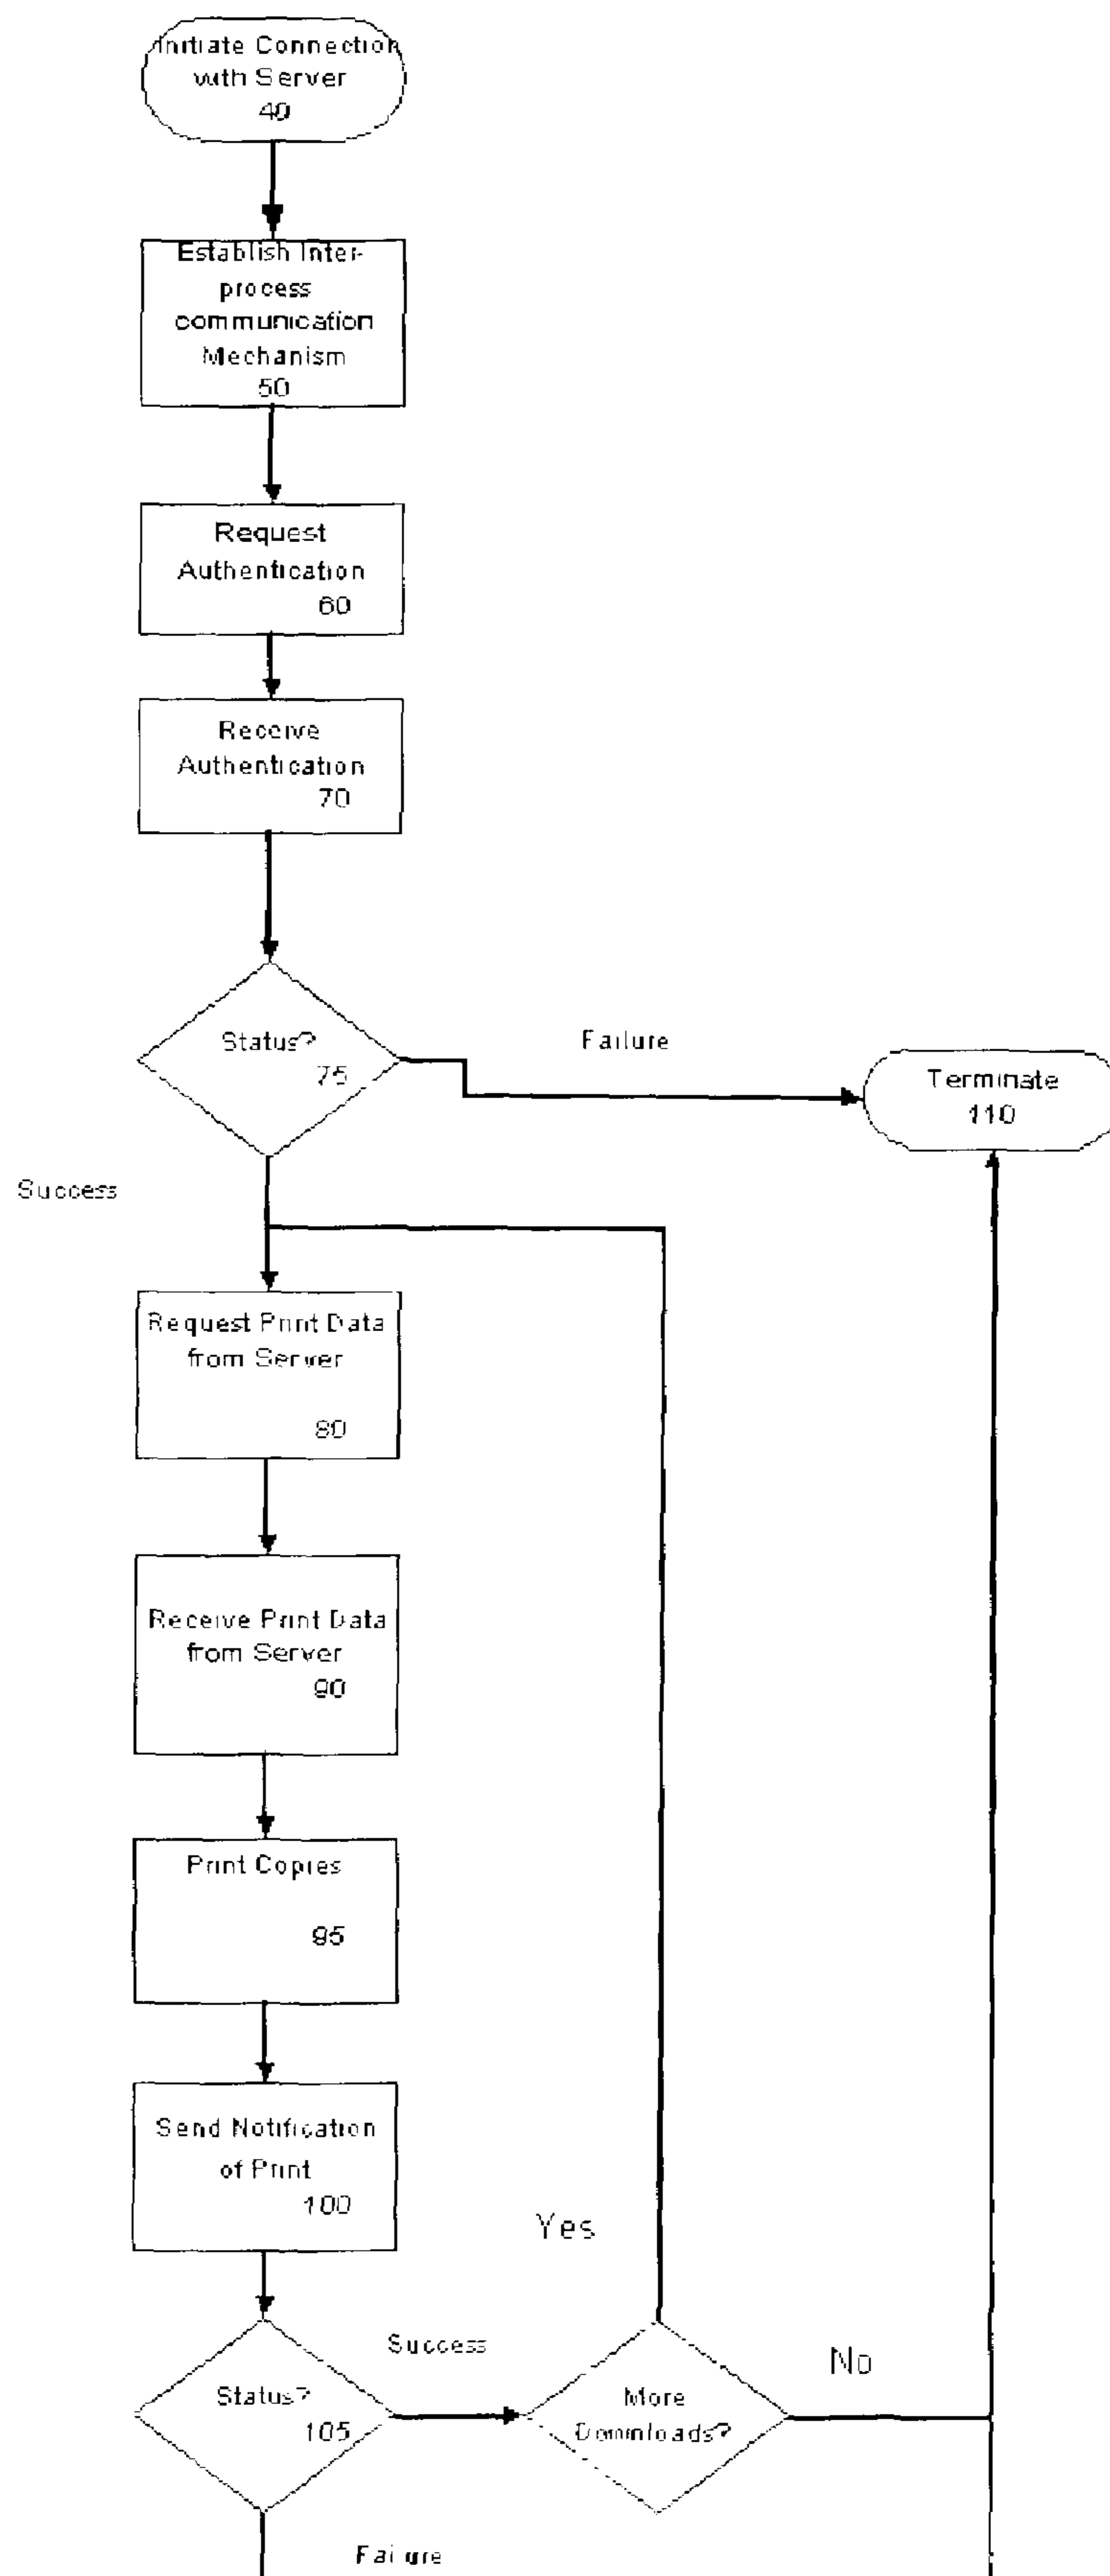 Initiate Connection
with Server
40
Establish Inter-
process
communication
Mechanism
50
Request
Authentication
60
Receive
Authentication
70
Status?
75
Failure
Terminate
110
Success
Request Print Data
from Server
80
Receive Print Data
from Server
90
Print Copies
95
Send Notification
of Print
100
Yes
Status?
105
Success
More
Downloads?
No
Failure